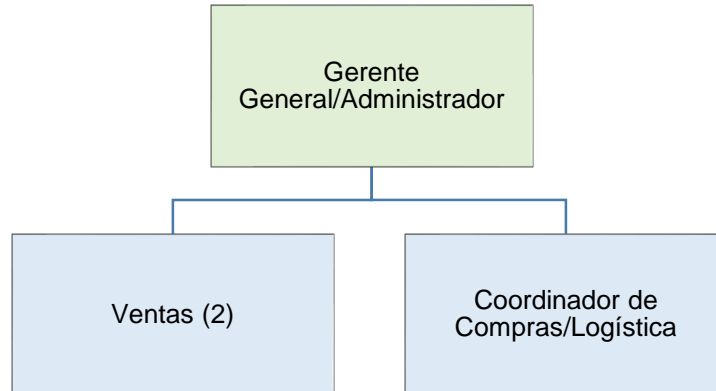 Gerente
General/Administrador
Ventas (2)
Coordinador de
Compras/Logística